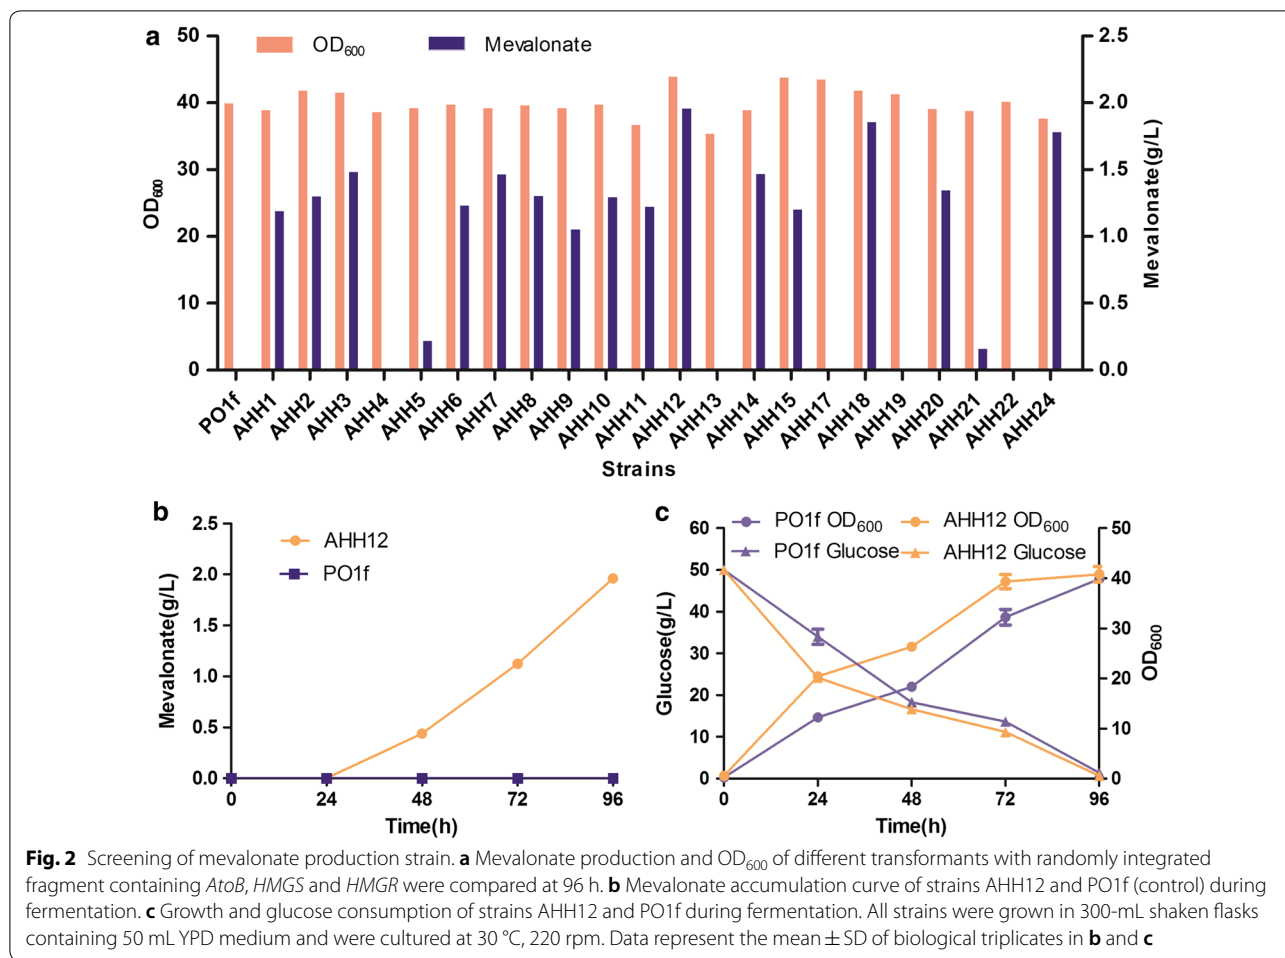 a
OD600
Mevalonate
50
40
30
20
10
0
OD600
2.5
2.0
1.5
1.0
0.5
0.0
Mevalonate(g/L)
PO1f AHH1 AHH2 AHH3 AHH4 AHH5 AHH6 AHH7 AHH8 AHH9 AHH10 AHH11 AHH12 AHH13 AHH14 AHH15 AHH17 AHH18 AHH19 AHH20 AHH21 AHH22 AHH24
Strains
b
AHH12
PO1f
2.5
2.0
1.5
1.0
0.5
0.0
Mevalonate(g/L)
0 24 48 72 96
Time(h)
c
PO1f OD600 AHH12 OD600
PO1f Glucose AHH12 Glucose
60
50
40
30
20
10
0
Glucose(g/L)
50
40
30
20
10
0
OD600
0 24 48 72 96
Time(h)
Fig. 2 Screening of mevalonate production strain. a Mevalonate production and OD600 of different transformants with randomly integrated
fragment containing AtoB, HMGS and HMGR were compared at 96 h. b Mevalonate accumulation curve of strains AHH12 and PO1f (control) during
fermentation. c Growth and glucose consumption of strains AHH12 and PO1f during fermentation. All strains were grown in 300-mL shaken flasks
containing 50 mL YPD medium and were cultured at 30 °C, 220 rpm. Data represent the mean ± SD of biological triplicates in b and c